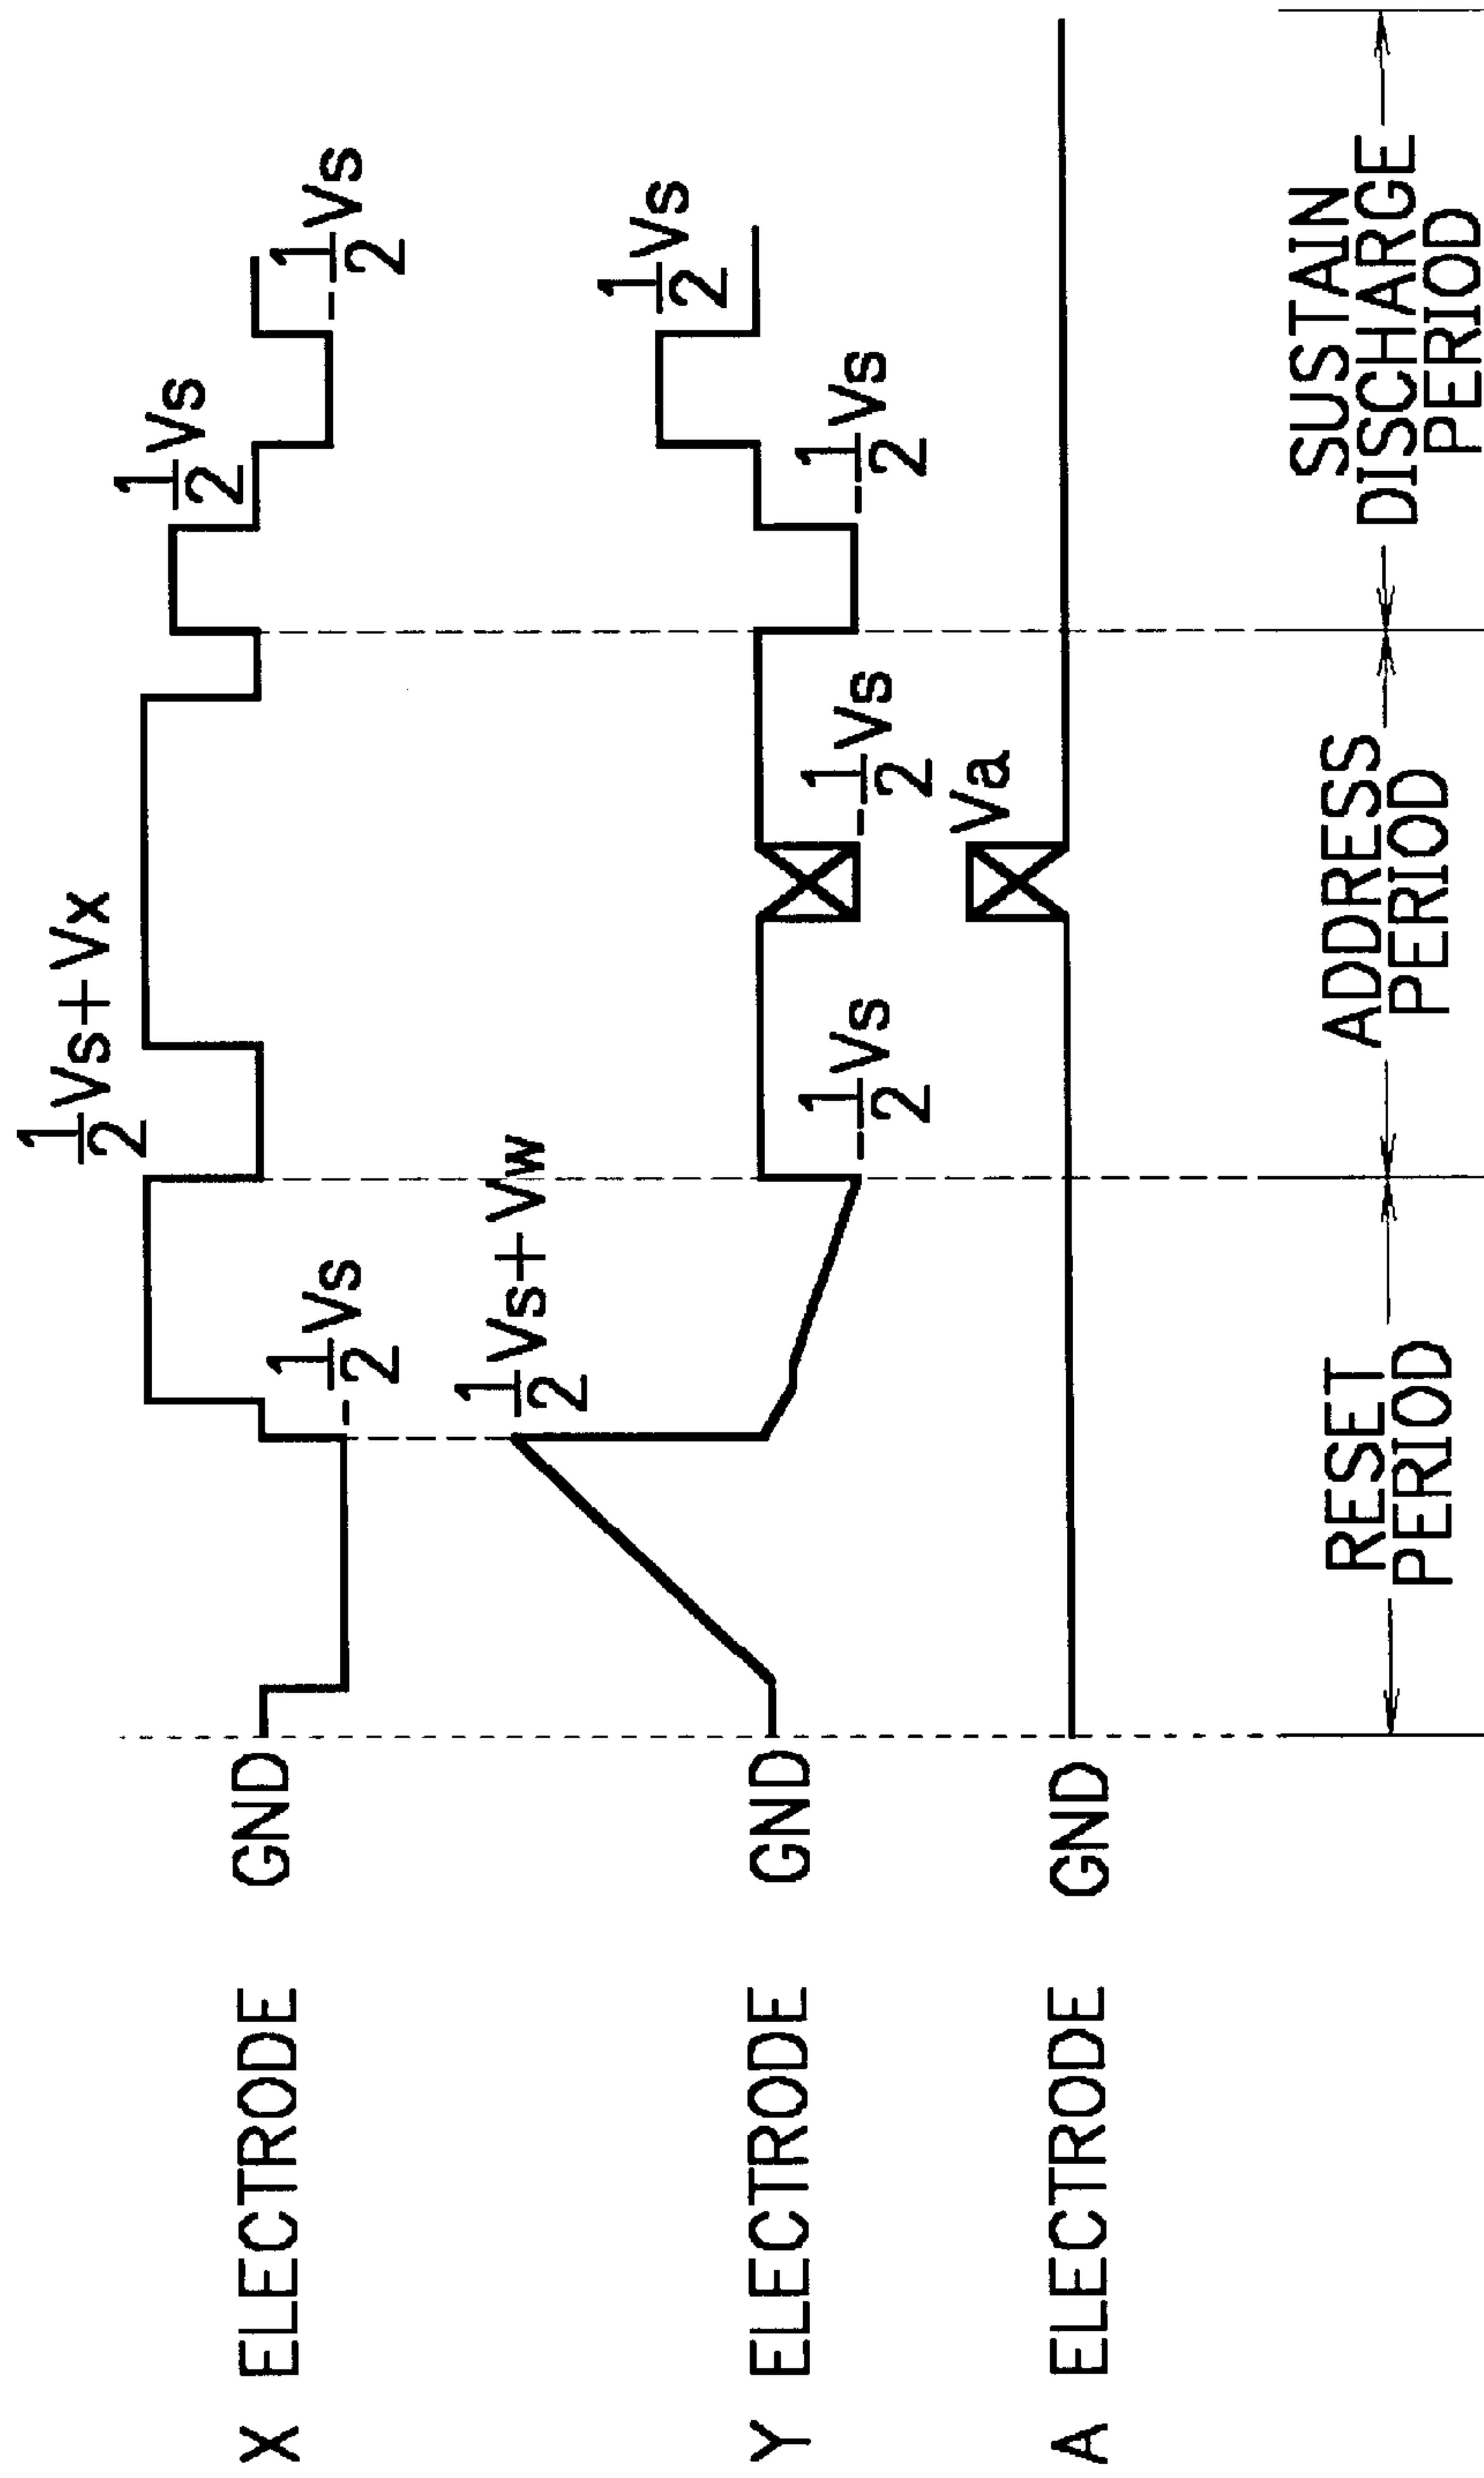 ½Vs+Vx
½Vs
X ELECTRODE GND
-½Vs
-½Vs
½Vs+Vw
½Vs
Y ELECTRODE GND
-½Vs
-½Vs
-½Vs
Va
A ELECTRODE GND
RESET
PERIOD
ADDRESS
PERIOD
SUSTAIN
DISCHARGE
PERIOD